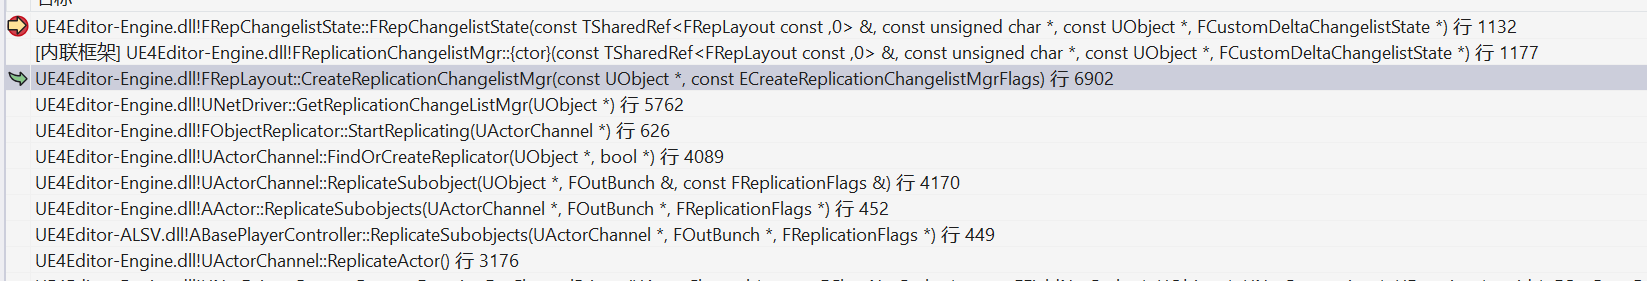 名称
UE4Editor-Engine.dll!FRepChangelistState::FRepChangelistState(const TSharedRef<FRepLayout const ,0> &, const unsigned char *, const UObject *, FCustomDeltaChangelistState *) 行 1132
[内联框架] UE4Editor-Engine.dll!FReplicationChangelistMgr::{ctor}(const TSharedRef<FRepLayout const ,0> &, const unsigned char *, const UObject *, FCustomDeltaChangelistState *) 行 1177
UE4Editor-Engine.dll!FRepLayout::CreateReplicationChangelistMgr(const UObject *, const ECreateReplicationChangelistMgrFlags) 行 6902
UE4Editor-Engine.dll!UNetDriver::GetReplicationChangeListMgr(UObject *) 行 5762
UE4Editor-Engine.dll!FObjectReplicator::StartReplicating(UActorChannel *) 行 626
UE4Editor-Engine.dll!UActorChannel::FindOrCreateReplicator(UObject *, bool *) 行 4089
UE4Editor-Engine.dll!UActorChannel::ReplicateSubobject(UObject *, FOutBunch &, const FReplicationFlags &) 行 4170
UE4Editor-Engine.dll!AActor::ReplicateSubobjects(UActorChannel *, FOutBunch *, FReplicationFlags *) 行 452
UE4Editor-ALSV.dll!ABasePlayerController::ReplicateSubobjects(UActorChannel *, FOutBunch *, FReplicationFlags *) 行 449
UE4Editor-Engine.dll!UActorChannel::ReplicateActor() 行 3176